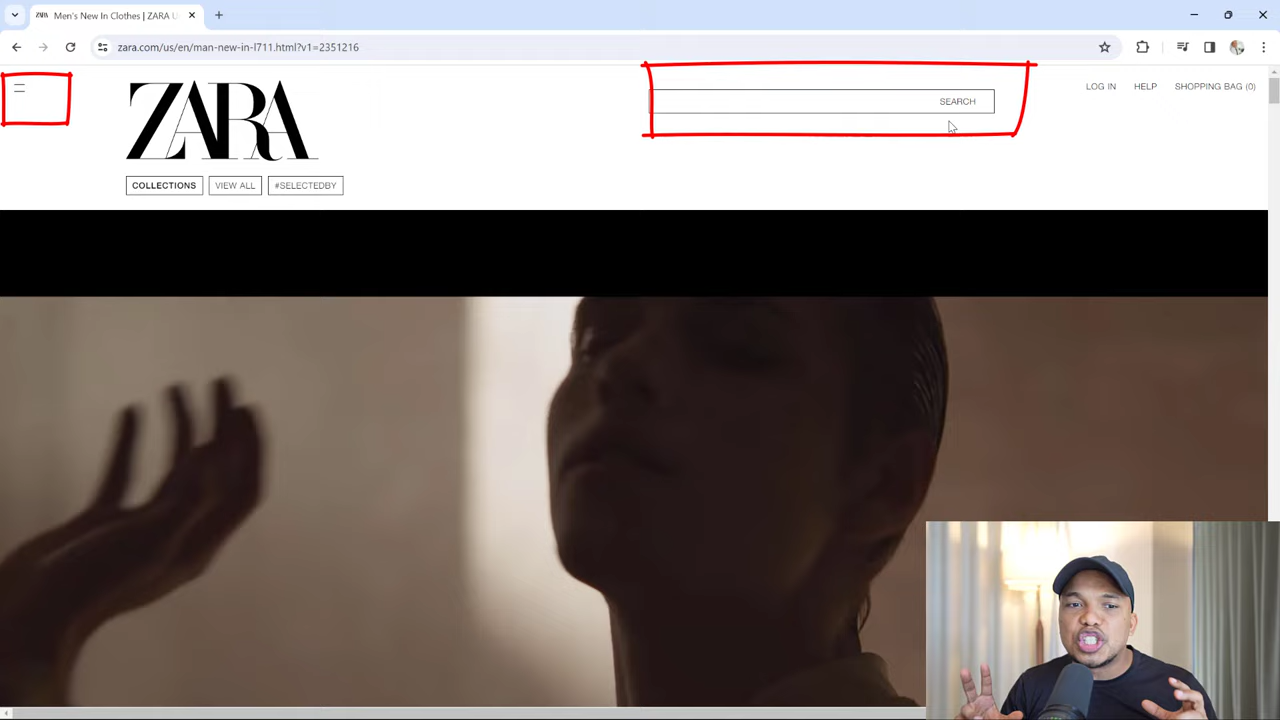 ZARA Men's New In Clothes | ZARA U
zara.com/us/en/man-new-in-l711.html?v1=2351216
ZARA
SEARCH
LOG IN HELP SHOPPING BAG (0)
COLLECTIONS VIEW ALL #SELECTEDBY